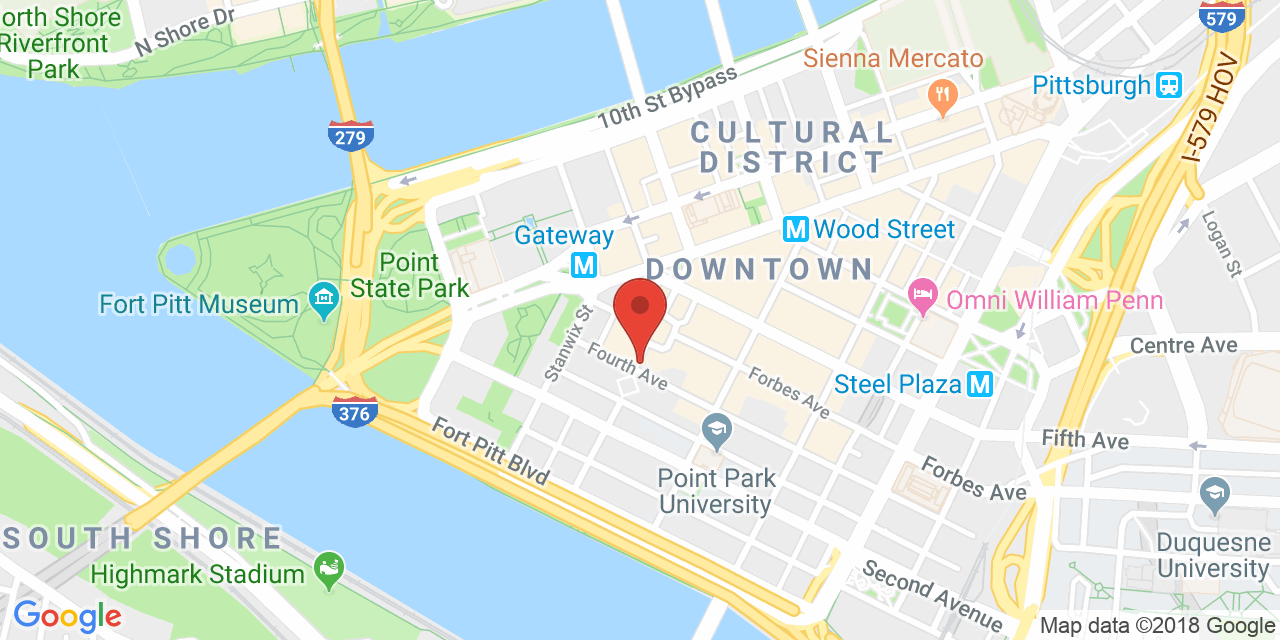 orth Shore
Riverfront
Park
N Shore Dr
279
10th St Bypass
Sienna Mercato
579
Pittsburgh
I-579 HOV
CULTURAL
DISTRICT
Gateway
M
M Wood Street
Logan St
Point
State Park
DOWNTOWN
Fort Pitt Museum
Omni William Penn
Stanwix St
Fourth Ave
Forbes Ave
Centre Ave
Steel Plaza M
376
Fort Pitt Blvd
Fifth Ave
Forbes Ave
Point Park
University
SOUTH SHORE
Highmark Stadium
Duquesne
University
Second Avenue
Google
Map data ©2018 Google